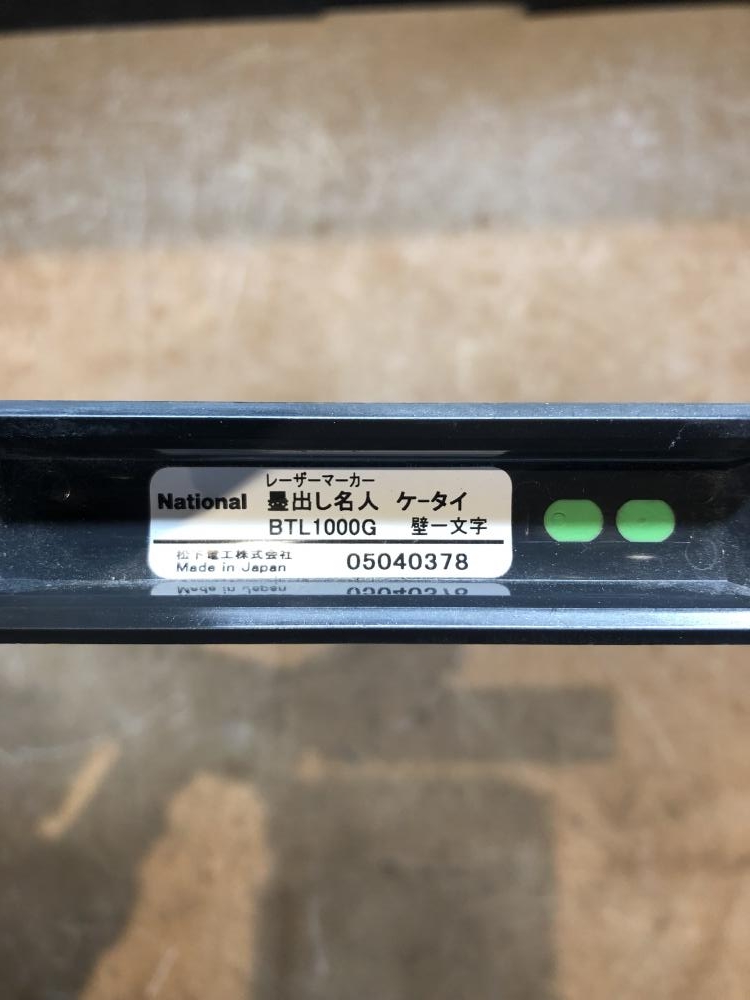 レーザーマーカー
National 墨出し名人 ケータイ
BTL1000G 壁一文字
松下電工株式会社
Made in Japan 05040378